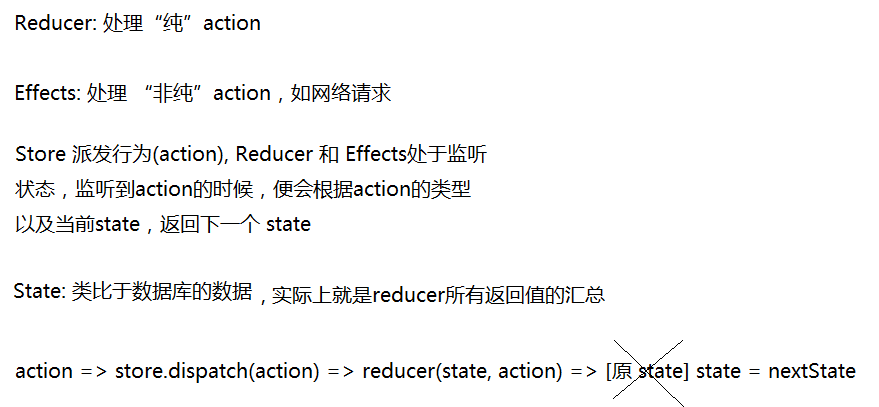 Reducer: 处理“纯”action
Effects: 处理 “非纯”action，如网络请求
Store 派发行为(action), Reducer 和 Effects处于监听
状态，监听到action的时候，便会根据action的类型
以及当前state，返回下一个 state
State: 类比于数据库的数据，实际上就是reducer所有返回值的汇总
action => store.dispatch(action) => reducer(state, action) => [原 state] state = nextState